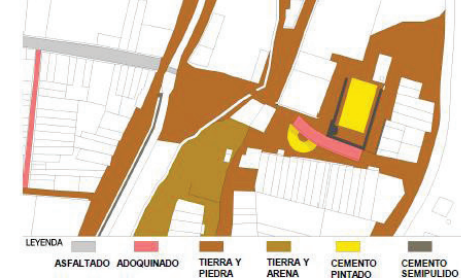 LEYENDA
ASFALTADO ADOQUINADO TIERRA Y TIERRA Y CEMENTO CEMENTO
PIEDRA ARENA PINTADO SEMIPULIDO